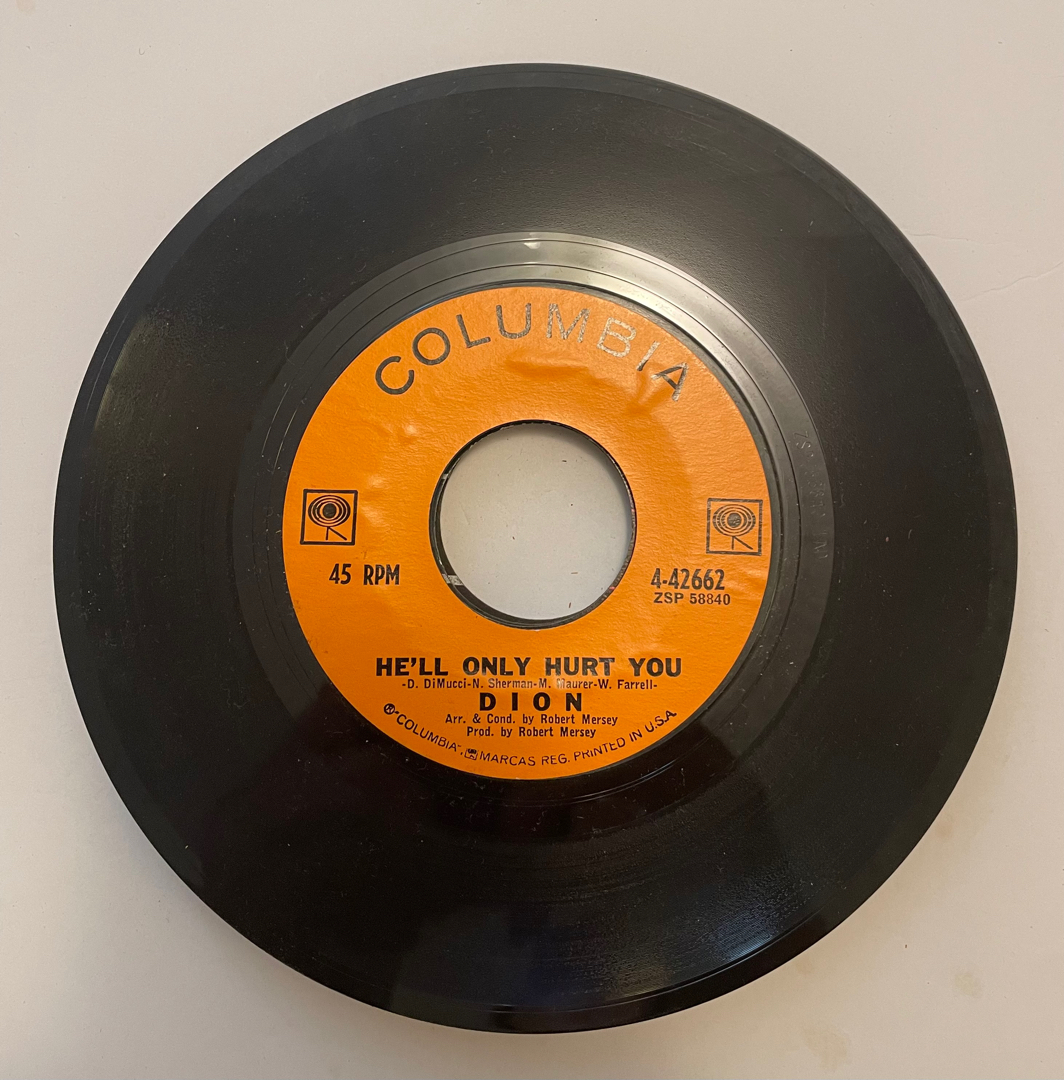 COLUMBIA
45 RPM
4-42662
ZSP 58840
HE'LL ONLY HURT YOU
-D. DiMucci-N. Sherman-M. Maurer-W. Farrell-
DION
Arr. & Cond. by Robert Mersey
Prod. by Robert Mersey
® "COLUMBIA", MARCAS REG. PRINTED IN U.S.A